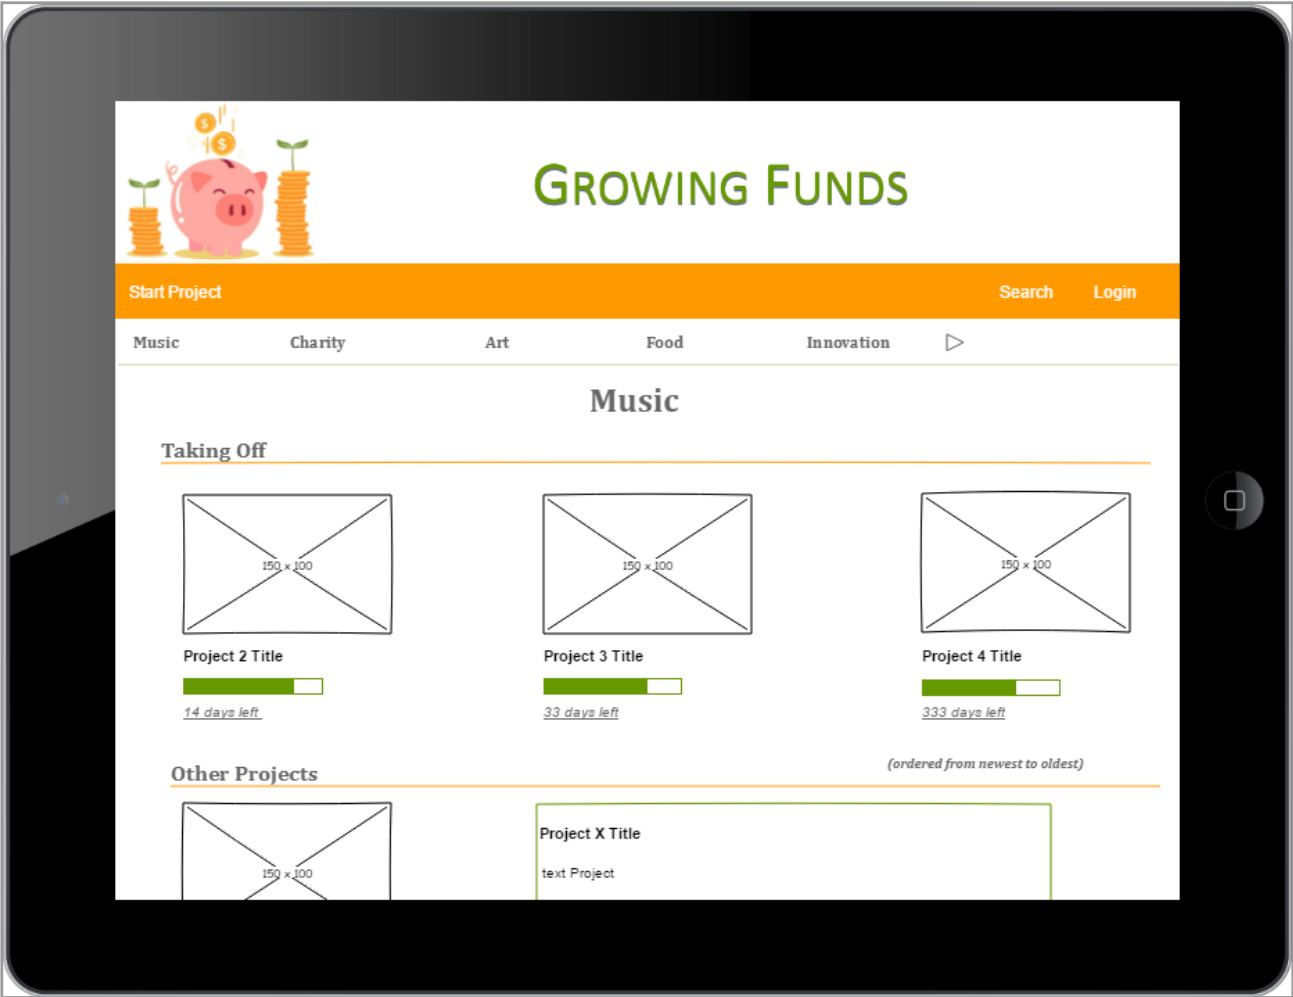 $
$
GROWING FUNDS
Start Project Search Login
Music Charity Art Food Innovation
Music
Taking Off
150 x 100 150 x 100 150 x 100
Project 2 Title Project 3 Title Project 4 Title
14 days left 33 days left 333 days left
(ordered from newest to oldest)
Other Projects
Project X Title
150 x 100 text Project